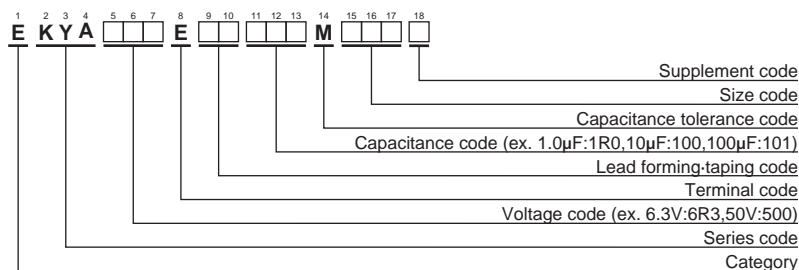 1 2 3 4 5 6 7 8 9 10 11 12 13 14 15 16 17 18
E K Y A E M
Supplement code
Size code
Capacitance tolerance code
Capacitance code (ex. 1.0μF:1R0,10μF:100,100μF:101)
Lead forming·taping code
Terminal code
Voltage code (ex. 6.3V:6R3,50V:500)
Series code
Category